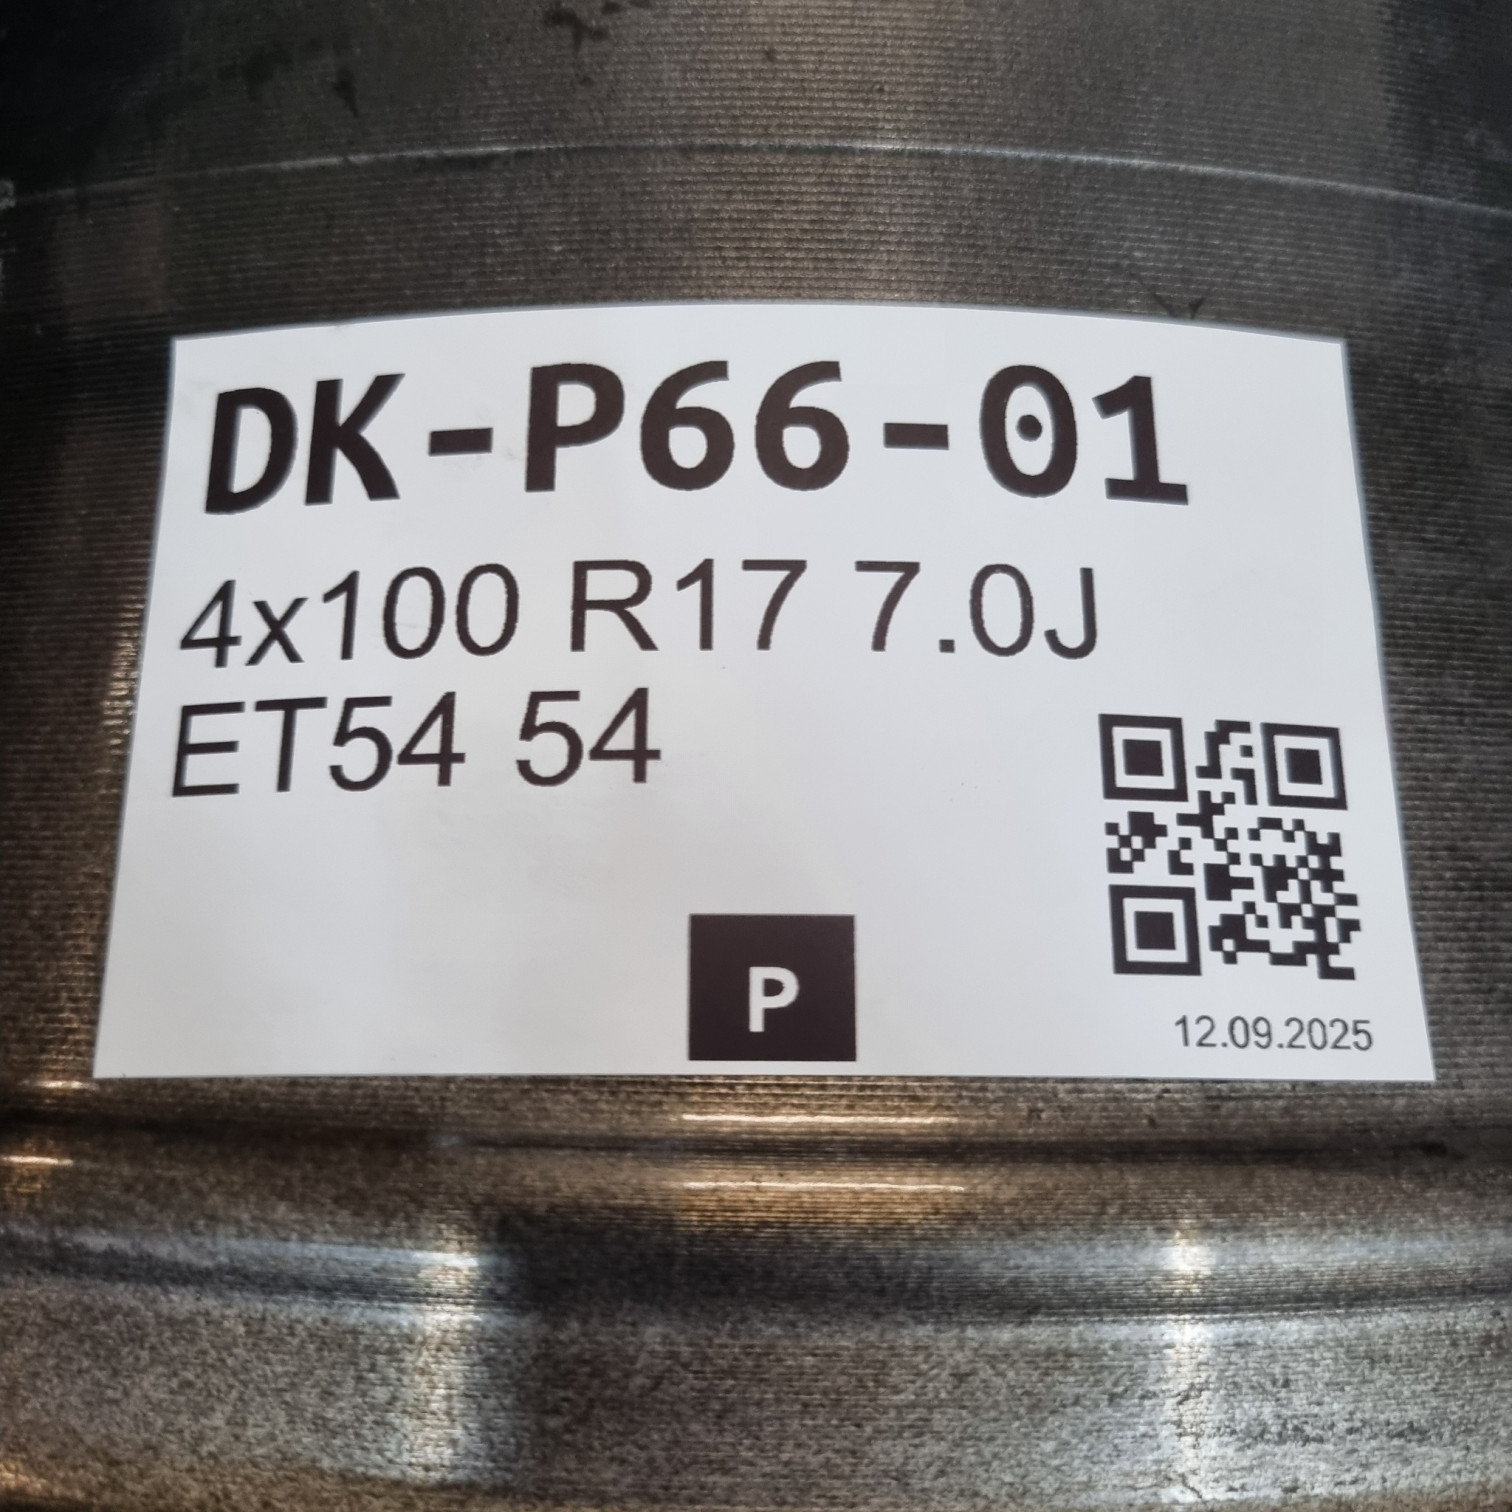 DK-P66-01
4x100 R17 7.0J
ET54 54
P
12.09.2025